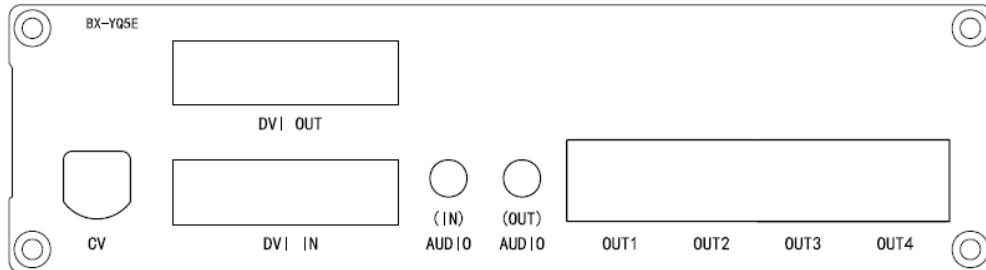 BX-YQ5E
DVI OUT
(IN)
(OUT)
CV
DVI IN
AUDIO
AUDIO
OUT1
OUT2
OUT3
OUT4